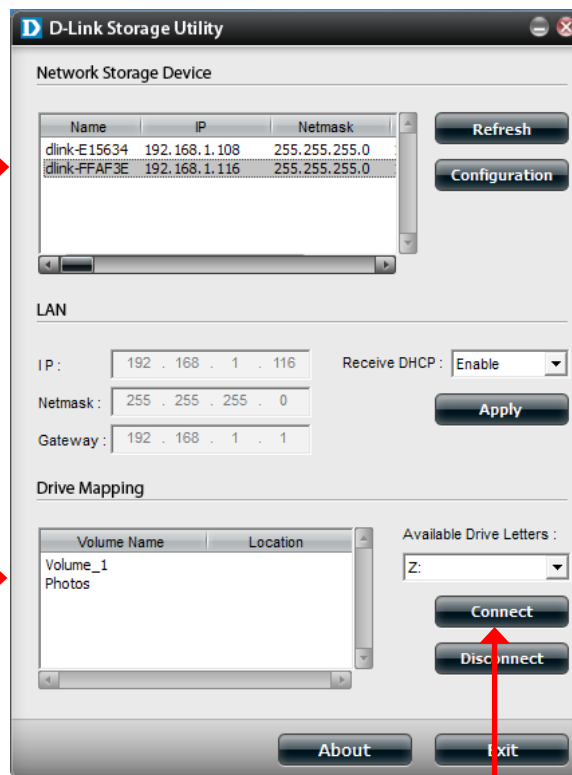 D D-Link Storage Utility
Network Storage Device
Name IP Netmask
dlink-E15634 192.168.1.108 255.255.255.0
dlink-FFAF3E 192.168.1.116 255.255.255.0
Refresh
Configuration
LAN
IP : 192 . 168 . 1 . 116 Receive DHCP : Enable
Netmask : 255 . 255 . 255 . 0 Apply
Gateway : 192 . 168 . 1 . 1
Drive Mapping
Volume Name Location
Volume_1
Photos
Available Drive Letters :
Z:
Connect
Disconnect
About Exit